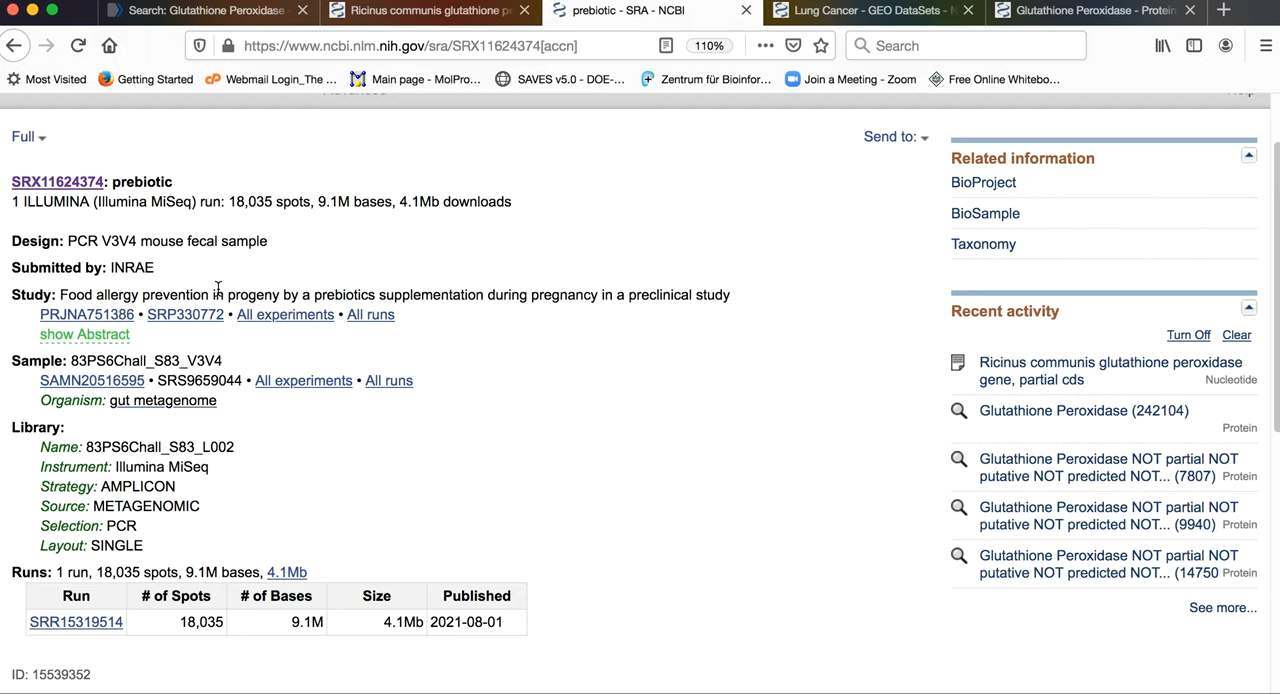 Search: Glutathione Peroxidase
Ricinus communis glutathione p
prebiotic - SRA - NCBI
Lung Cancer - GEO DataSets - N
Glutathione Peroxidase - Protein
https://www.ncbi.nlm.nih.gov/sra/SRX11624374[accn]
110%
Search
Most Visited
Getting Started
Webmail Login_The ...
Main page - MolPro...
SAVES v5.0 - DOE-...
Zentrum für Bioinfor...
Join a Meeting - Zoom
Free Online Whitebo...
Advanced
Help
Full
Send to:
SRX11624374: prebiotic
1 ILLUMINA (Illumina MiSeq) run: 18,035 spots, 9.1M bases, 4.1Mb downloads
Design: PCR V3V4 mouse fecal sample
Submitted by: INRAE
Study: Food allergy prevention in progeny by a prebiotics supplementation during pregnancy in a preclinical study
PRJNA751386 • SRP330772 • All experiments • All runs
show Abstract
Sample: 83PS6Chall_S83_V3V4
SAMN20516595 • SRS9659044 • All experiments • All runs
Organism: gut metagenome
Library:
Name: 83PS6Chall_S83_L002
Instrument: Illumina MiSeq
Strategy: AMPLICON
Source: METAGENOMIC
Selection: PCR
Layout: SINGLE
Runs: 1 run, 18,035 spots, 9.1M bases, 4.1Mb
Run # of Spots # of Bases Size Published
SRR15319514 18,035 9.1M 4.1Mb 2021-08-01
ID: 15539352
Related information
BioProject
BioSample
Taxonomy
Recent activity
Turn Off Clear
Ricinus communis glutathione peroxidase
gene, partial cds
Nucleotide
Glutathione Peroxidase (242104)
Protein
Glutathione Peroxidase NOT partial NOT
putative NOT predicted NOT... (7807) Protein
Glutathione Peroxidase NOT partial NOT
putative NOT predicted NOT... (9940) Protein
Glutathione Peroxidase NOT partial NOT
putative NOT predicted NOT... (14750 Protein
See more...